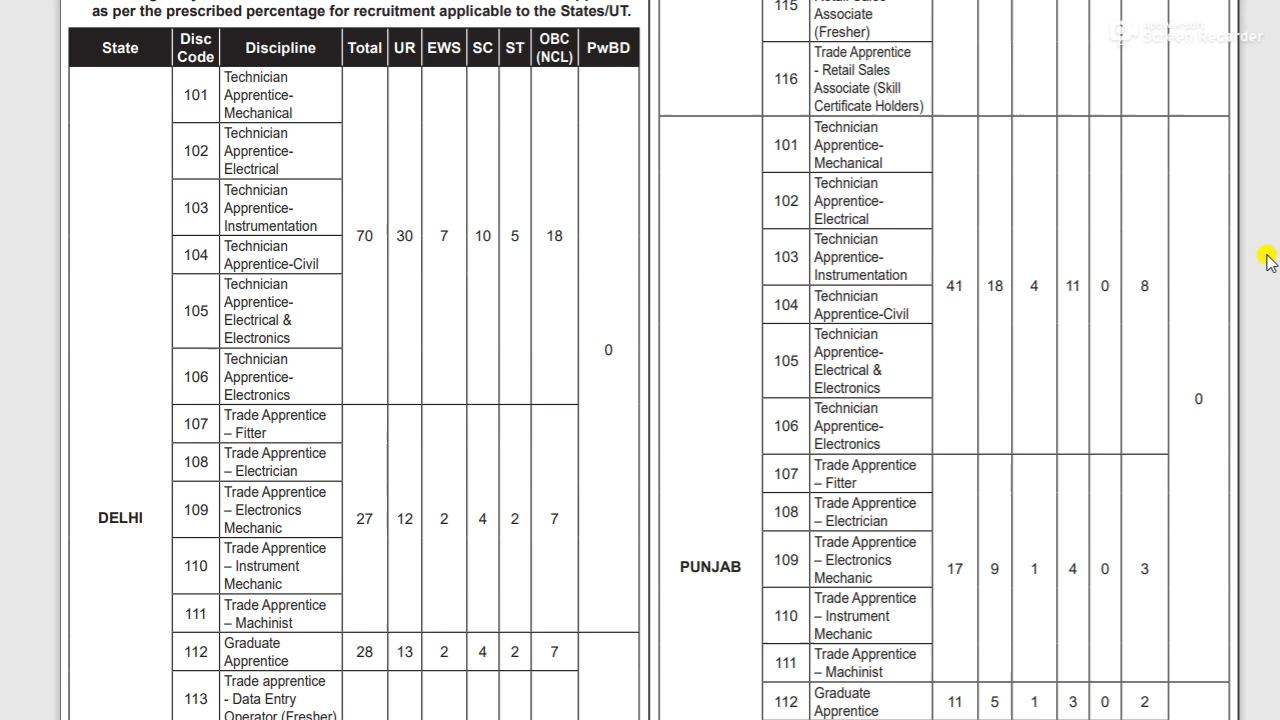 as per the prescribed percentage for recruitment applicable to the States/UT.
State Disc Code Discipline Total UR EWS SC ST OBC (NCL) PwBD
DELHI
101 Technician Apprentice- Mechanical
102 Technician Apprentice- Electrical
103 Technician Apprentice- Instrumentation
70 30 7 10 5 18
104 Technician Apprentice-Civil
105 Technician Apprentice- Electrical & Electronics
0
106 Technician Apprentice- Electronics
107 Trade Apprentice – Fitter
108 Trade Apprentice – Electrician
109 Trade Apprentice – Electronics Mechanic
27 12 2 4 2 7
110 Trade Apprentice – Instrument Mechanic
111 Trade Apprentice – Machinist
112 Graduate Apprentice 28 13 2 4 2 7
113 Trade apprentice - Data Entry Operator (Fresher)
115 Retail Sales Associate (Fresher)
116 Trade Apprentice - Retail Sales Associate (Skill Certificate Holders)
PUNJAB
101 Technician Apprentice- Mechanical
102 Technician Apprentice- Electrical
103 Technician Apprentice- Instrumentation
41 18 4 11 0 8
104 Technician Apprentice-Civil
105 Technician Apprentice- Electrical & Electronics
0
106 Technician Apprentice- Electronics
107 Trade Apprentice – Fitter
108 Trade Apprentice – Electrician
109 Trade Apprentice – Electronics Mechanic
17 9 1 4 0 3
110 Trade Apprentice – Instrument Mechanic
111 Trade Apprentice – Machinist
112 Graduate Apprentice 11 5 1 3 0 2
Apowersoft
Screen Recorder